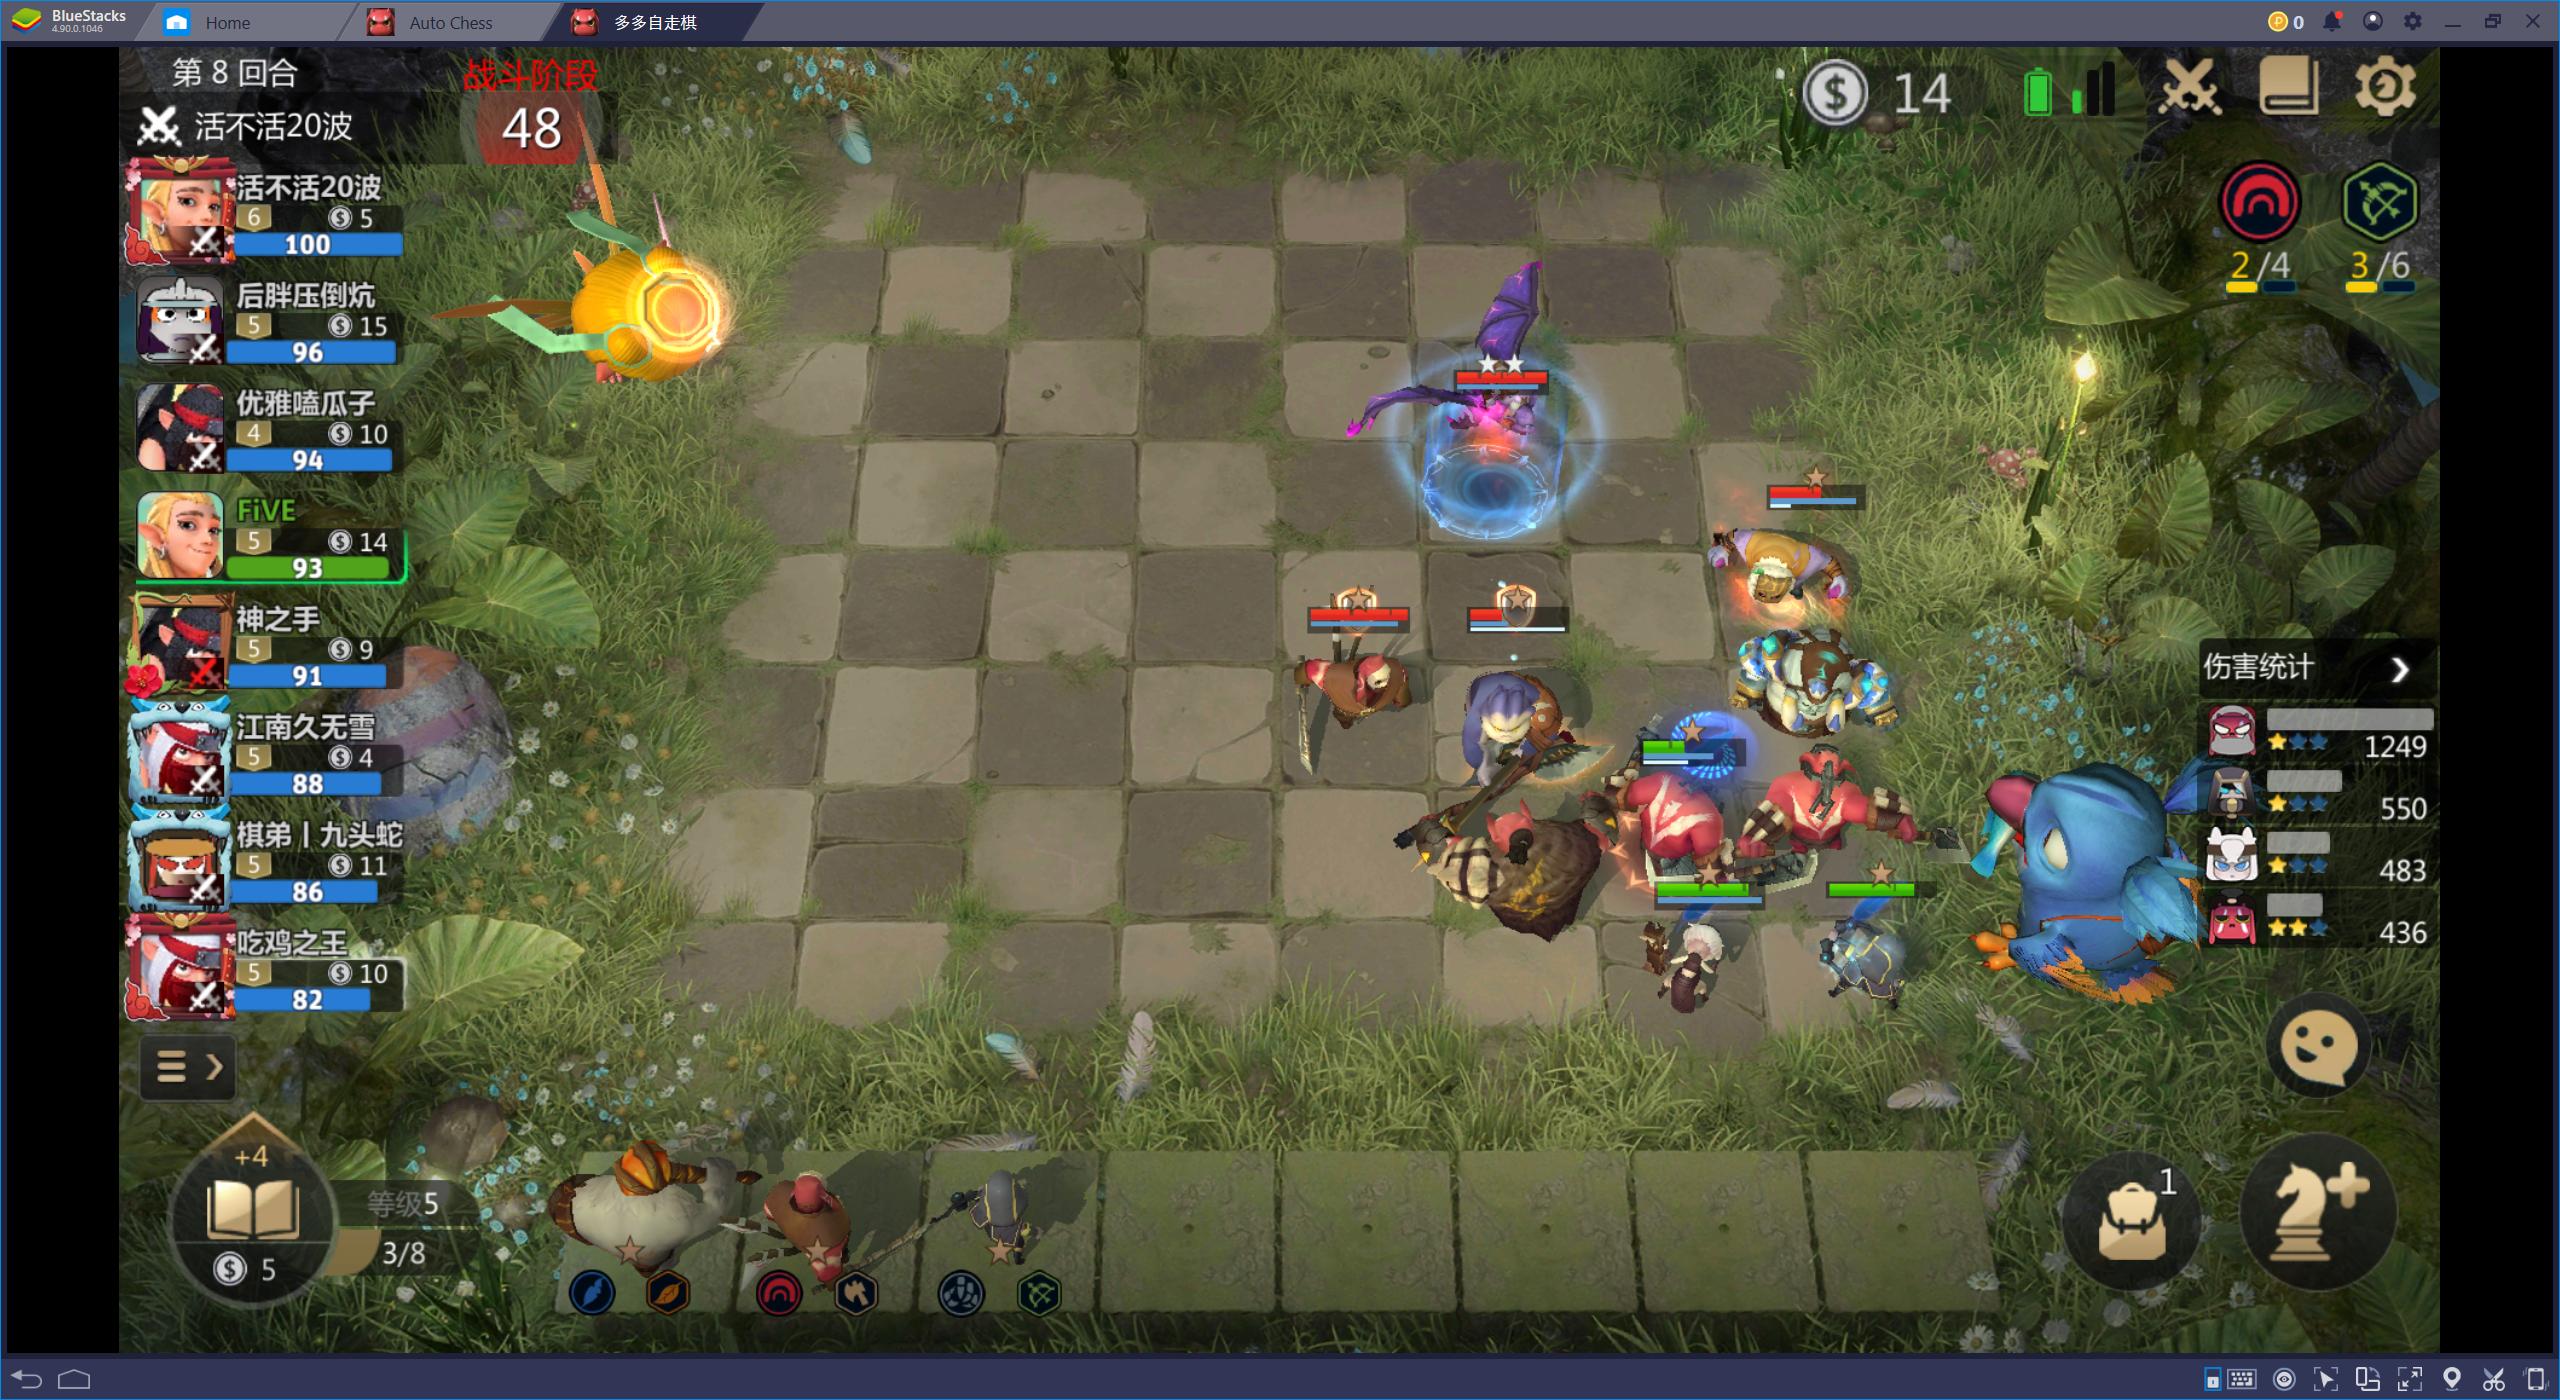 BlueStacks
4.90.0.1046
Home
Auto Chess
多多自走棋
0
第 8 回合
战斗阶段
活不活20波
48
14
活不活20波
6
5
100
后胖压倒炕
5
15
96
优雅嗑瓜子
4
10
94
FiVE
5
14
93
神之手
5
9
91
江南久无雪
5
4
88
棋弟丨九头蛇
5
11
86
吃鸡之王
5
10
82
2/4
3/6
伤害统计
1249
550
483
436
+4
等级5
3/8
5
1